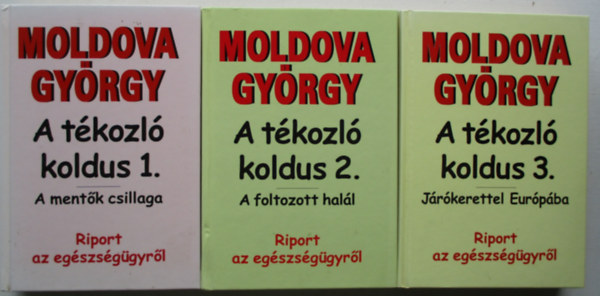 MOLDOVA
GYÖRGY
A tékozló
koldus 1.
A mentők csillaga
Riport
az egészségügyről
MOLDOVA
GYÖRGY
A tékozló
koldus 2.
A foltozott halál
Riport
az egészségügyről
MOLDOVA
GYÖRGY
A tékozló
koldus 3.
Járókerettel Európába
Riport
az egészségügyről